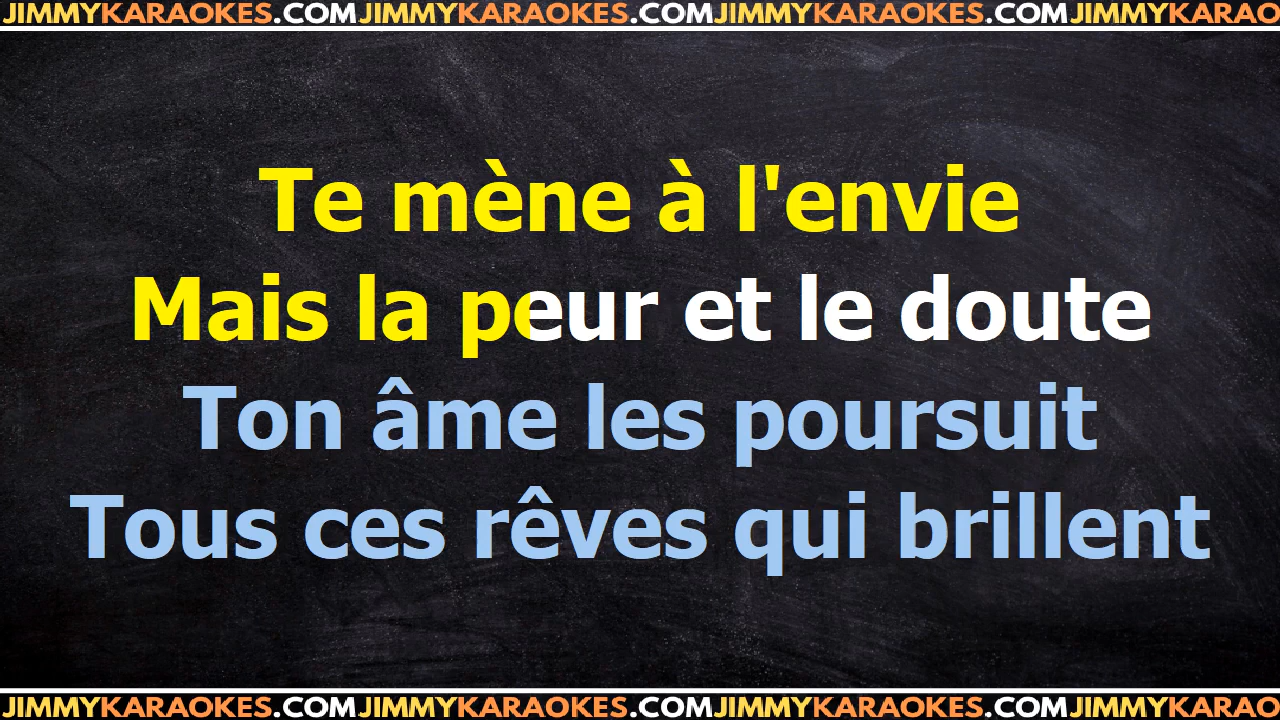 JIMMYKARAOKES.COMJIMMYKARAOKES.COMJIMMYKARAOKES.COMJIMMYKARAO
Te mène à l'envie
Mais la peur et le doute
Ton âme les poursuit
Tous ces rêves qui brillent
JIMMYKARAOKES.COMJIMMYKARAOKES.COMJIMMYKARAOKES.COMJIMMYKARAO